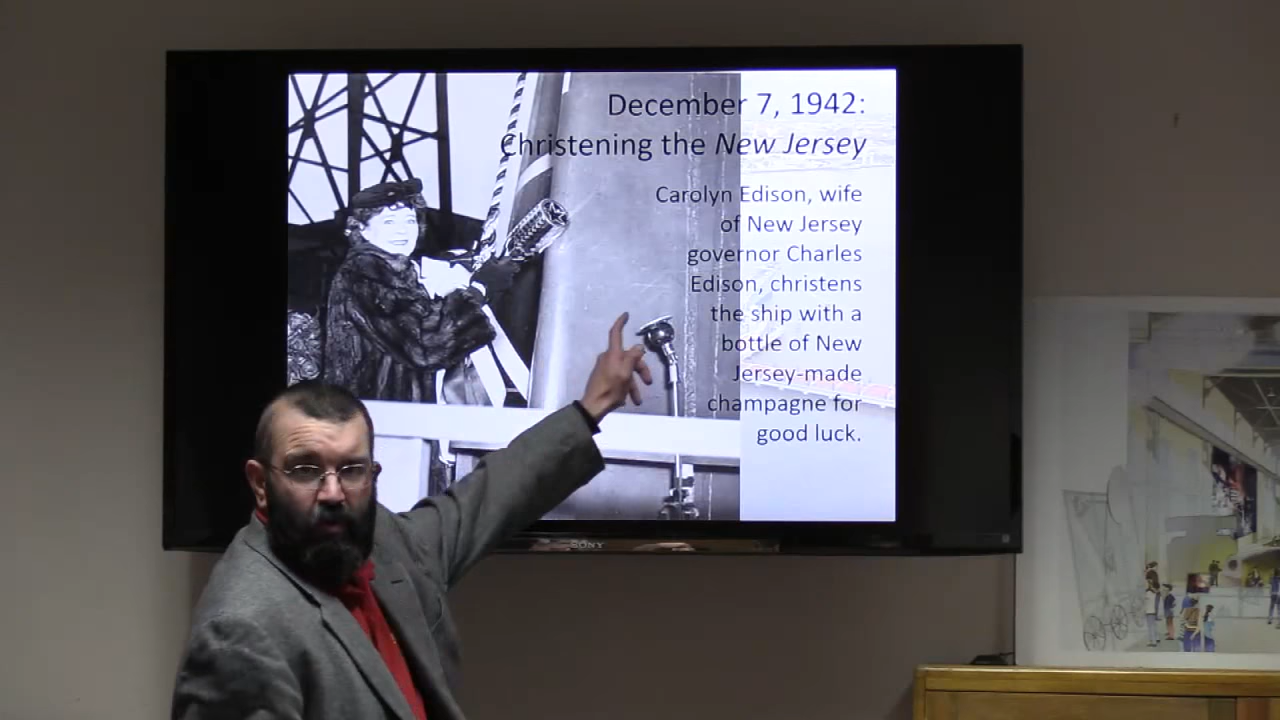 December 7, 1942:
Christening the New Jersey
Carolyn Edison, wife
of New Jersey
governor Charles
Edison, christens
the ship with a
bottle of New
Jersey-made
champagne for
good luck.
SONY